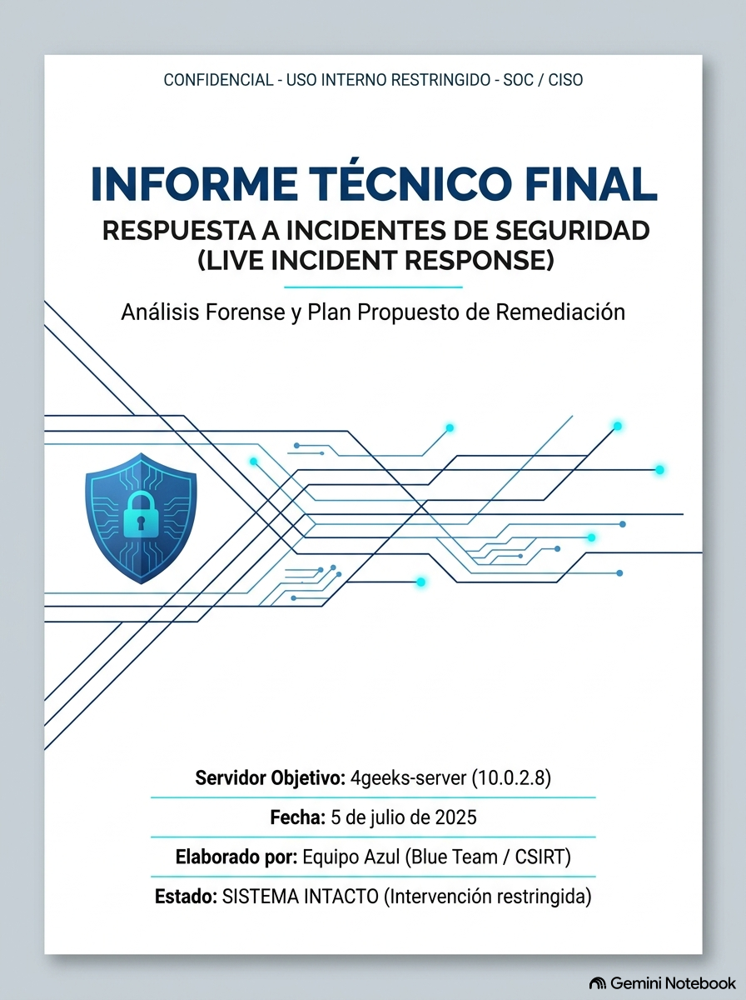 CONFIDENCIAL - USO INTERNO RESTRINGIDO - SOC / CISO
INFORME TÉCNICO FINAL
RESPUESTA A INCIDENTES DE SEGURIDAD
(LIVE INCIDENT RESPONSE)
Análisis Forense y Plan Propuesto de Remediación
Servidor Objetivo: 4geeks-server (10.0.2.8)
Fecha: 5 de julio de 2025
Elaborado por: Equipo Azul (Blue Team / CSIRT)
Estado: SISTEMA INTACTO (Intervención restringida)
Gemini Notebook